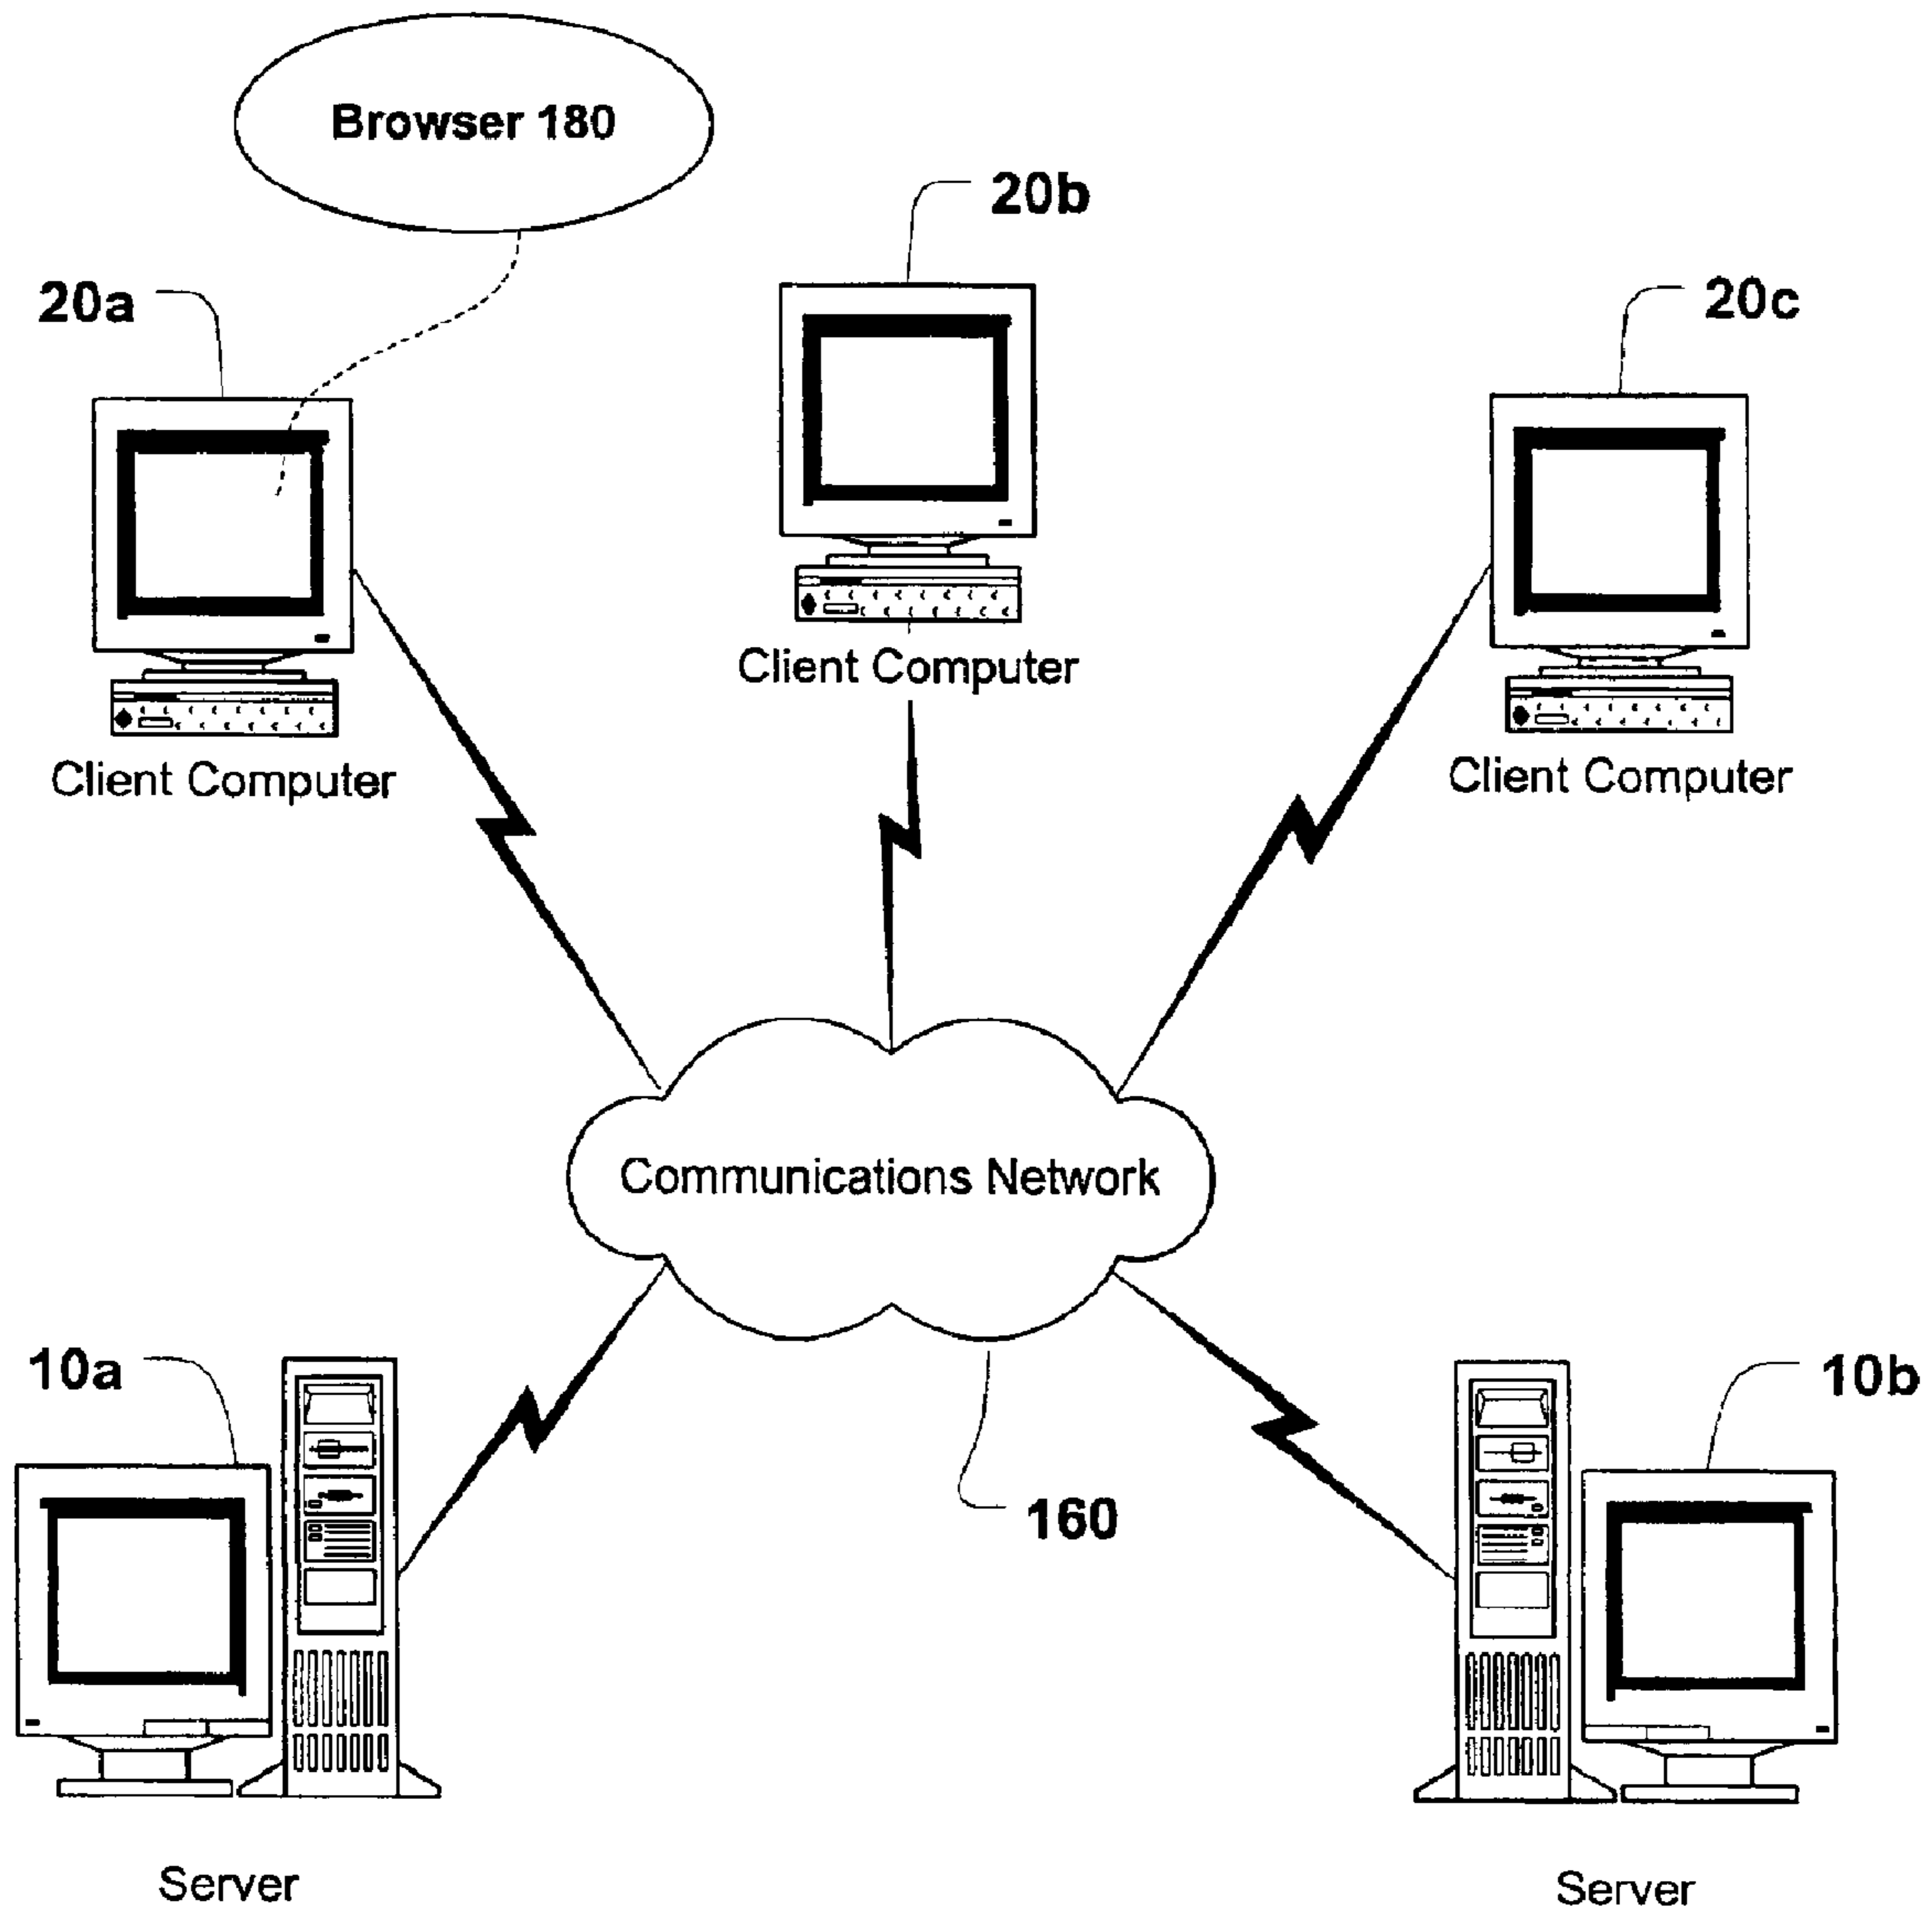 Browser 180
20b
20a
20c
Client Computer
Client Computer
Client Computer
Communications Network
10a
10b
160
Server
Server